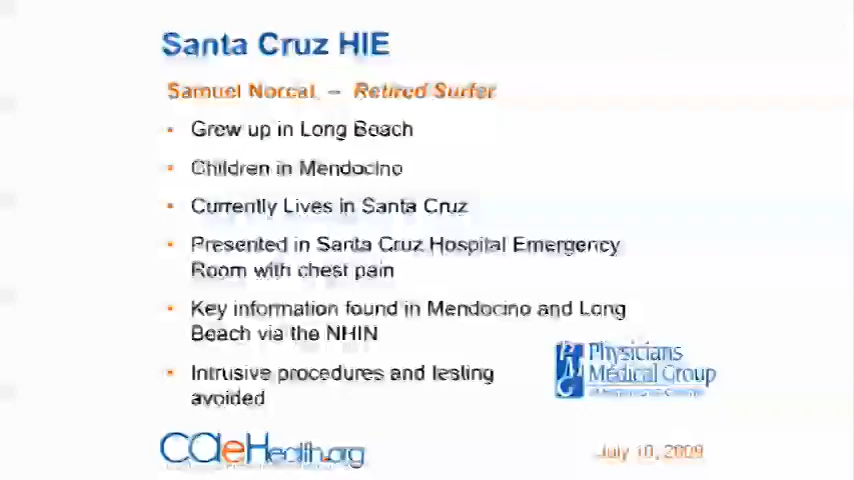 Santa Cruz HIE
Samuel Norcal – Retired Surfer
• Grew up in Long Beach
• Children in Mendocino
• Currently Lives in Santa Cruz
• Presented in Santa Cruz Hospital Emergency
Room with chest pain
• Key information found in Mendocino and Long
Beach via the NHIN
• Intrusive procedures and testing
avoided
PMG
Physicians
Medical Group
CAeHealth.org
July 10, 2009